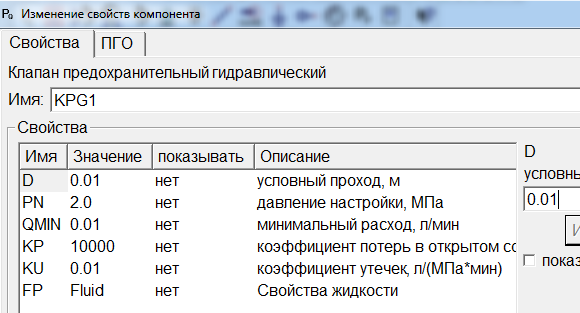 Изменение свойств компонента
Свойства ПГО
Клапан предохранительный гидравлический
Имя: KPG1
Свойства
Имя Значение показывать Описание
D 0.01 нет условный проход, м
PN 2.0 нет давление настройки, МПа
QMIN 0.01 нет минимальный расход, л/мин
KP 10000 нет коэффициент потерь в открытом со
KU 0.01 нет коэффициент утечек, л/(МПа*мин)
FP Fluid нет Свойства жидкости
D
условны
0.01
И
показ